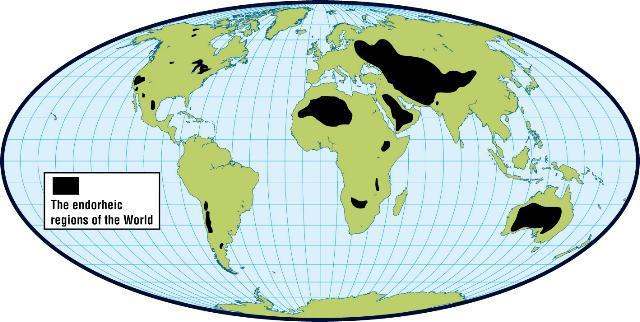 The endorheic
regions of the World